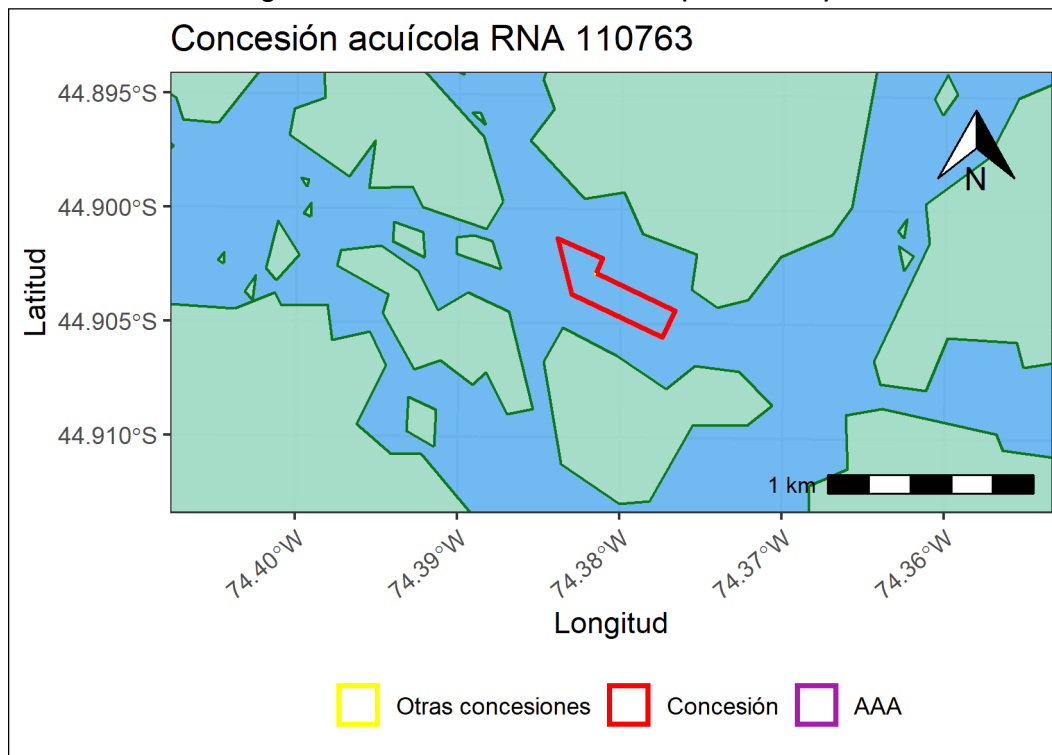 Concesión acuícola RNA 110763
44.895°S
44.900°S
44.905°S
44.910°S
Latitud
N
1 km
74.40°W
74.39°W
74.38°W
74.37°W
74.36°W
Longitud
Otras concesiones
Concesión
AAA